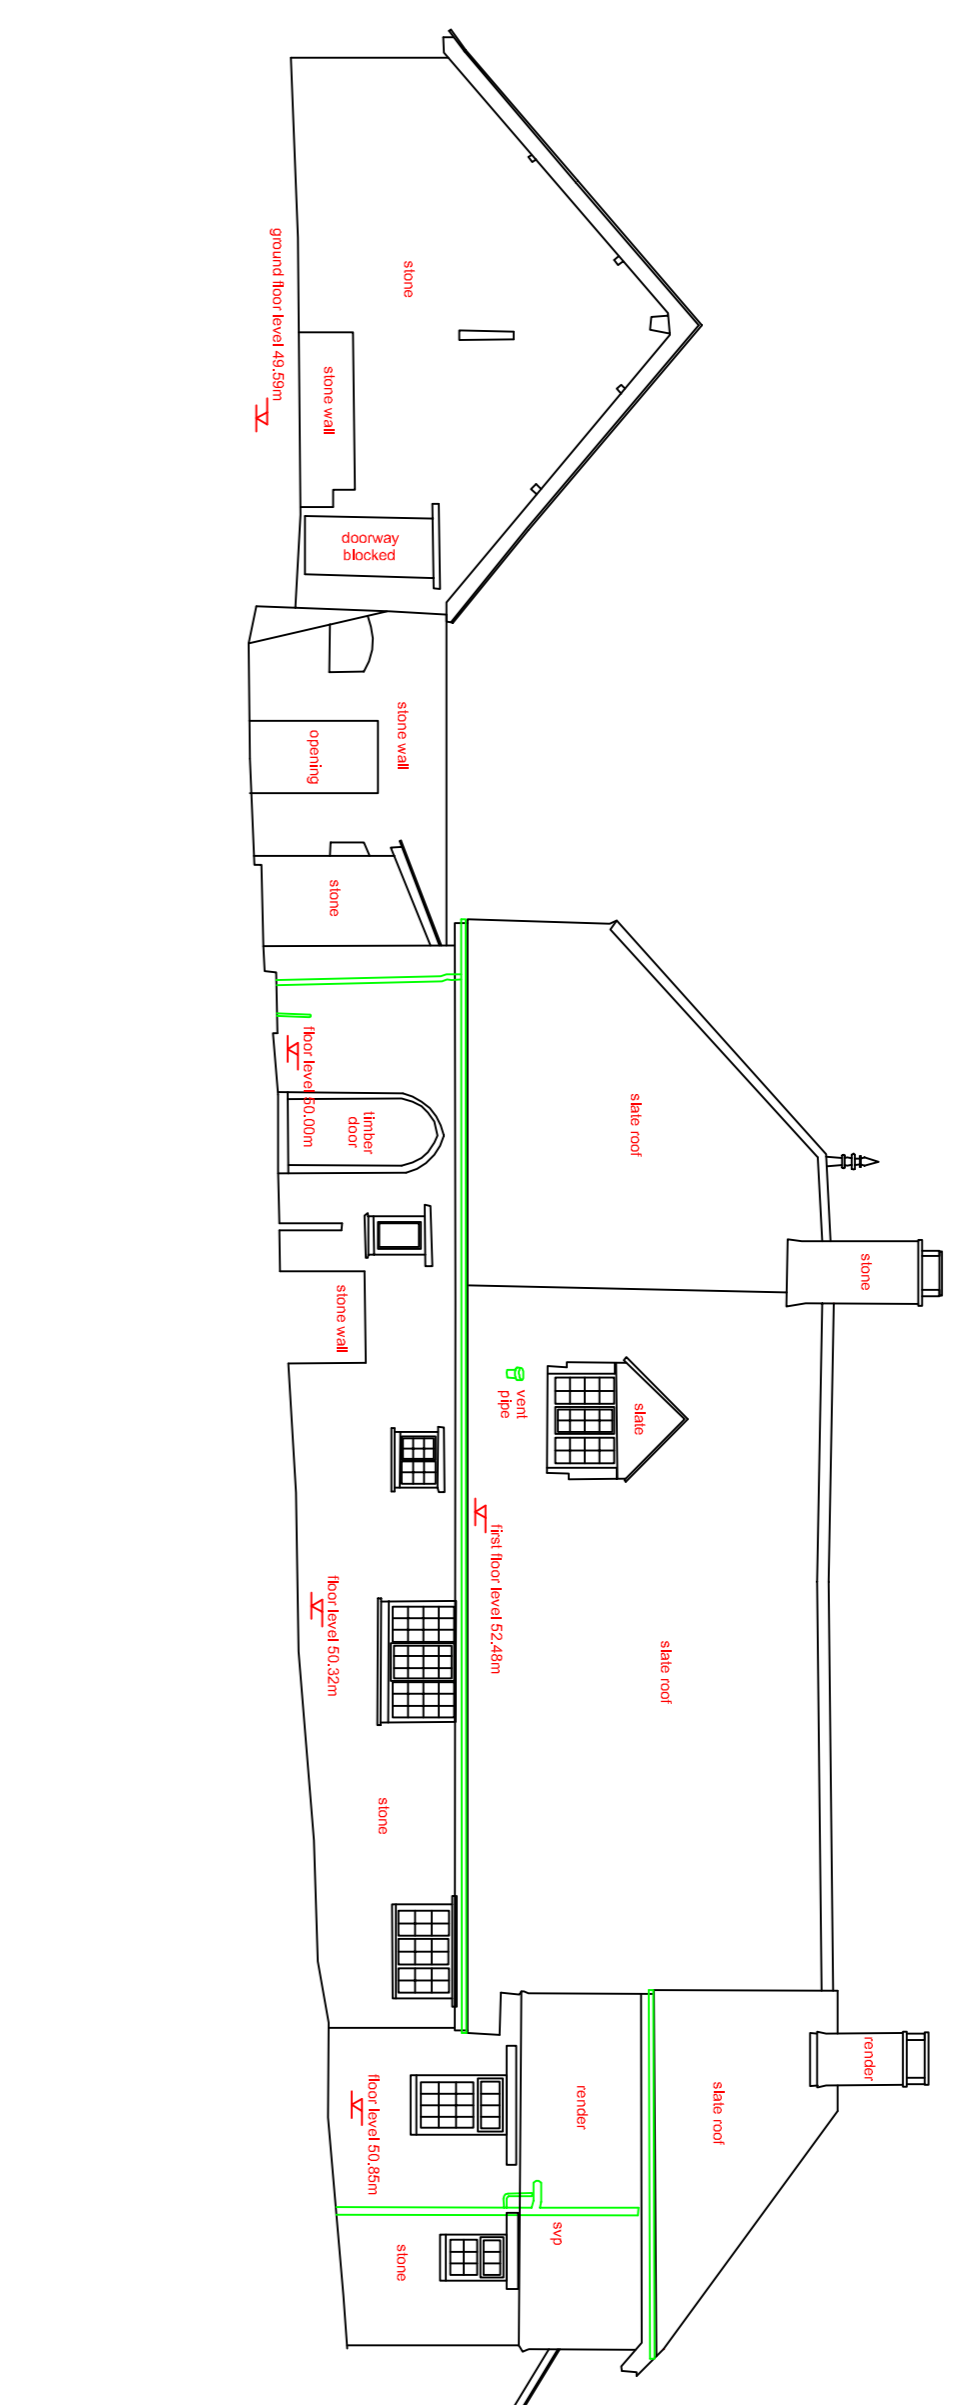 stone
ground floor level 49.59m
stone wall
doorway
blocked
stone wall
opening
stone
floor level 50.00m
timber
door
slate roof
stone
stone wall
vent
pipe
slate
first floor level 52.48m
floor level 50.32m
slate roof
stone
render
floor level 50.85m
render
slate roof
svp
stone